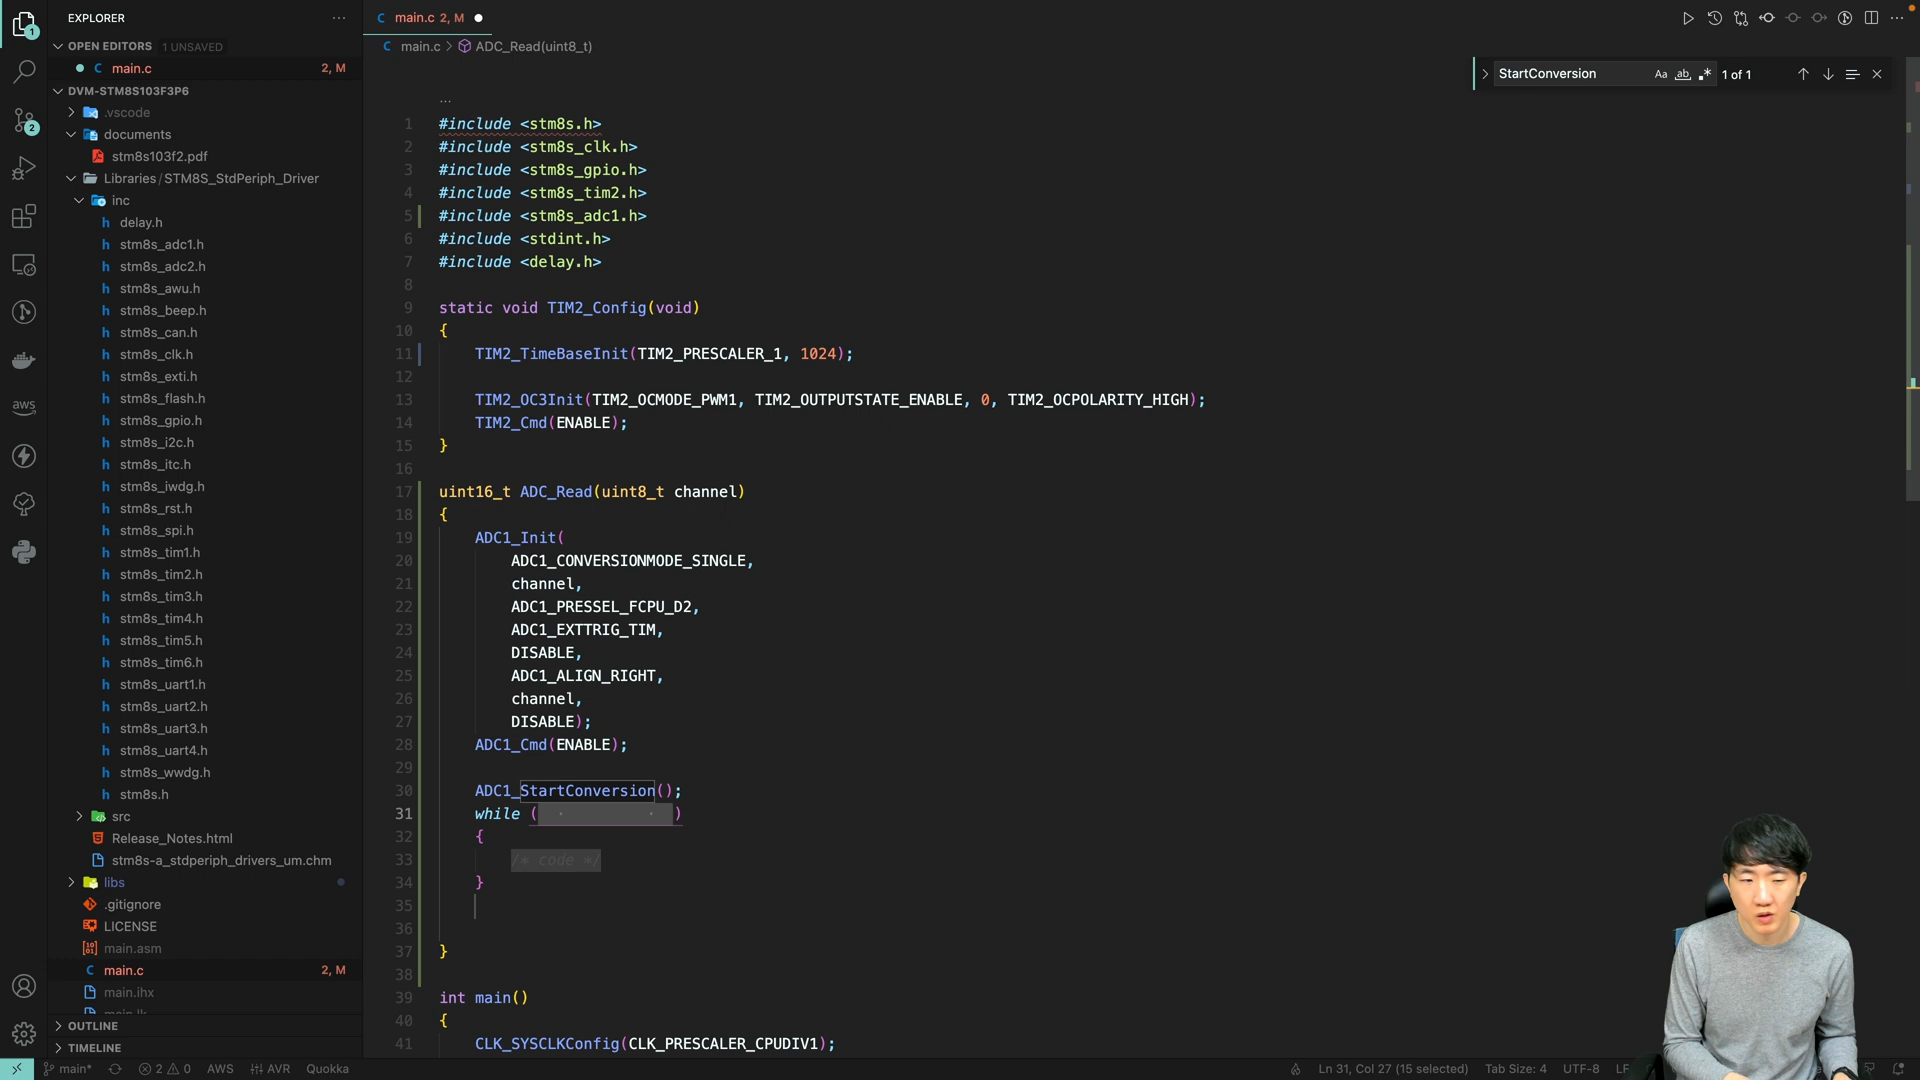 EXPLORER
OPEN EDITORS 1 UNSAVED
main.c 2, M
DVM-STM8S103F3P6
.vscode
documents
stm8s103f2.pdf
Libraries / STM8S_StdPeriph_Driver
inc
delay.h
stm8s_adc1.h
stm8s_adc2.h
stm8s_awu.h
stm8s_beep.h
stm8s_can.h
stm8s_clk.h
stm8s_exti.h
stm8s_flash.h
stm8s_gpio.h
stm8s_i2c.h
stm8s_itc.h
stm8s_iwdg.h
stm8s_rst.h
stm8s_spi.h
stm8s_tim1.h
stm8s_tim2.h
stm8s_tim3.h
stm8s_tim4.h
stm8s_tim5.h
stm8s_tim6.h
stm8s_uart1.h
stm8s_uart2.h
stm8s_uart3.h
stm8s_uart4.h
stm8s_wwdg.h
stm8s.h
src
Release_Notes.html
stm8s-a_stdperiph_drivers_um.chm
libs
.gitignore
LICENSE
main.asm
main.c 2, M
main.ihx
OUTLINE
TIMELINE
main.c 2, M
main.c > ADC_Read(uint8_t)
StartConversion Aa ab 1 of 1
...
1 #include <stm8s.h>
2 #include <stm8s_clk.h>
3 #include <stm8s_gpio.h>
4 #include <stm8s_tim2.h>
5 #include <stm8s_adc1.h>
6 #include <stdint.h>
7 #include <delay.h>
8
9 static void TIM2_Config(void)
10 {
11 TIM2_TimeBaseInit(TIM2_PRESCALER_1, 1024);
12
13 TIM2_OC3Init(TIM2_OCMODE_PWM1, TIM2_OUTPUTSTATE_ENABLE, 0, TIM2_OCPOLARITY_HIGH);
14 TIM2_Cmd(ENABLE);
15 }
16
17 uint16_t ADC_Read(uint8_t channel)
18 {
19 ADC1_Init(
20 ADC1_CONVERSIONMODE_SINGLE,
21 channel,
22 ADC1_PRESSEL_FCPU_D2,
23 ADC1_EXTTRIG_TIM,
24 DISABLE,
25 ADC1_ALIGN_RIGHT,
26 channel,
27 DISABLE);
28 ADC1_Cmd(ENABLE);
29
30 ADC1_StartConversion();
31 while ( )
32 {
33 /* code */
34 }
35
36
37 }
38
39 int main()
40 {
41 CLK_SYSCLKConfig(CLK_PRESCALER_CPUDIV1);
main* 2 0 AWS AVR Quokka
Ln 31, Col 27 (15 selected) Tab Size: 4 UTF-8 LF